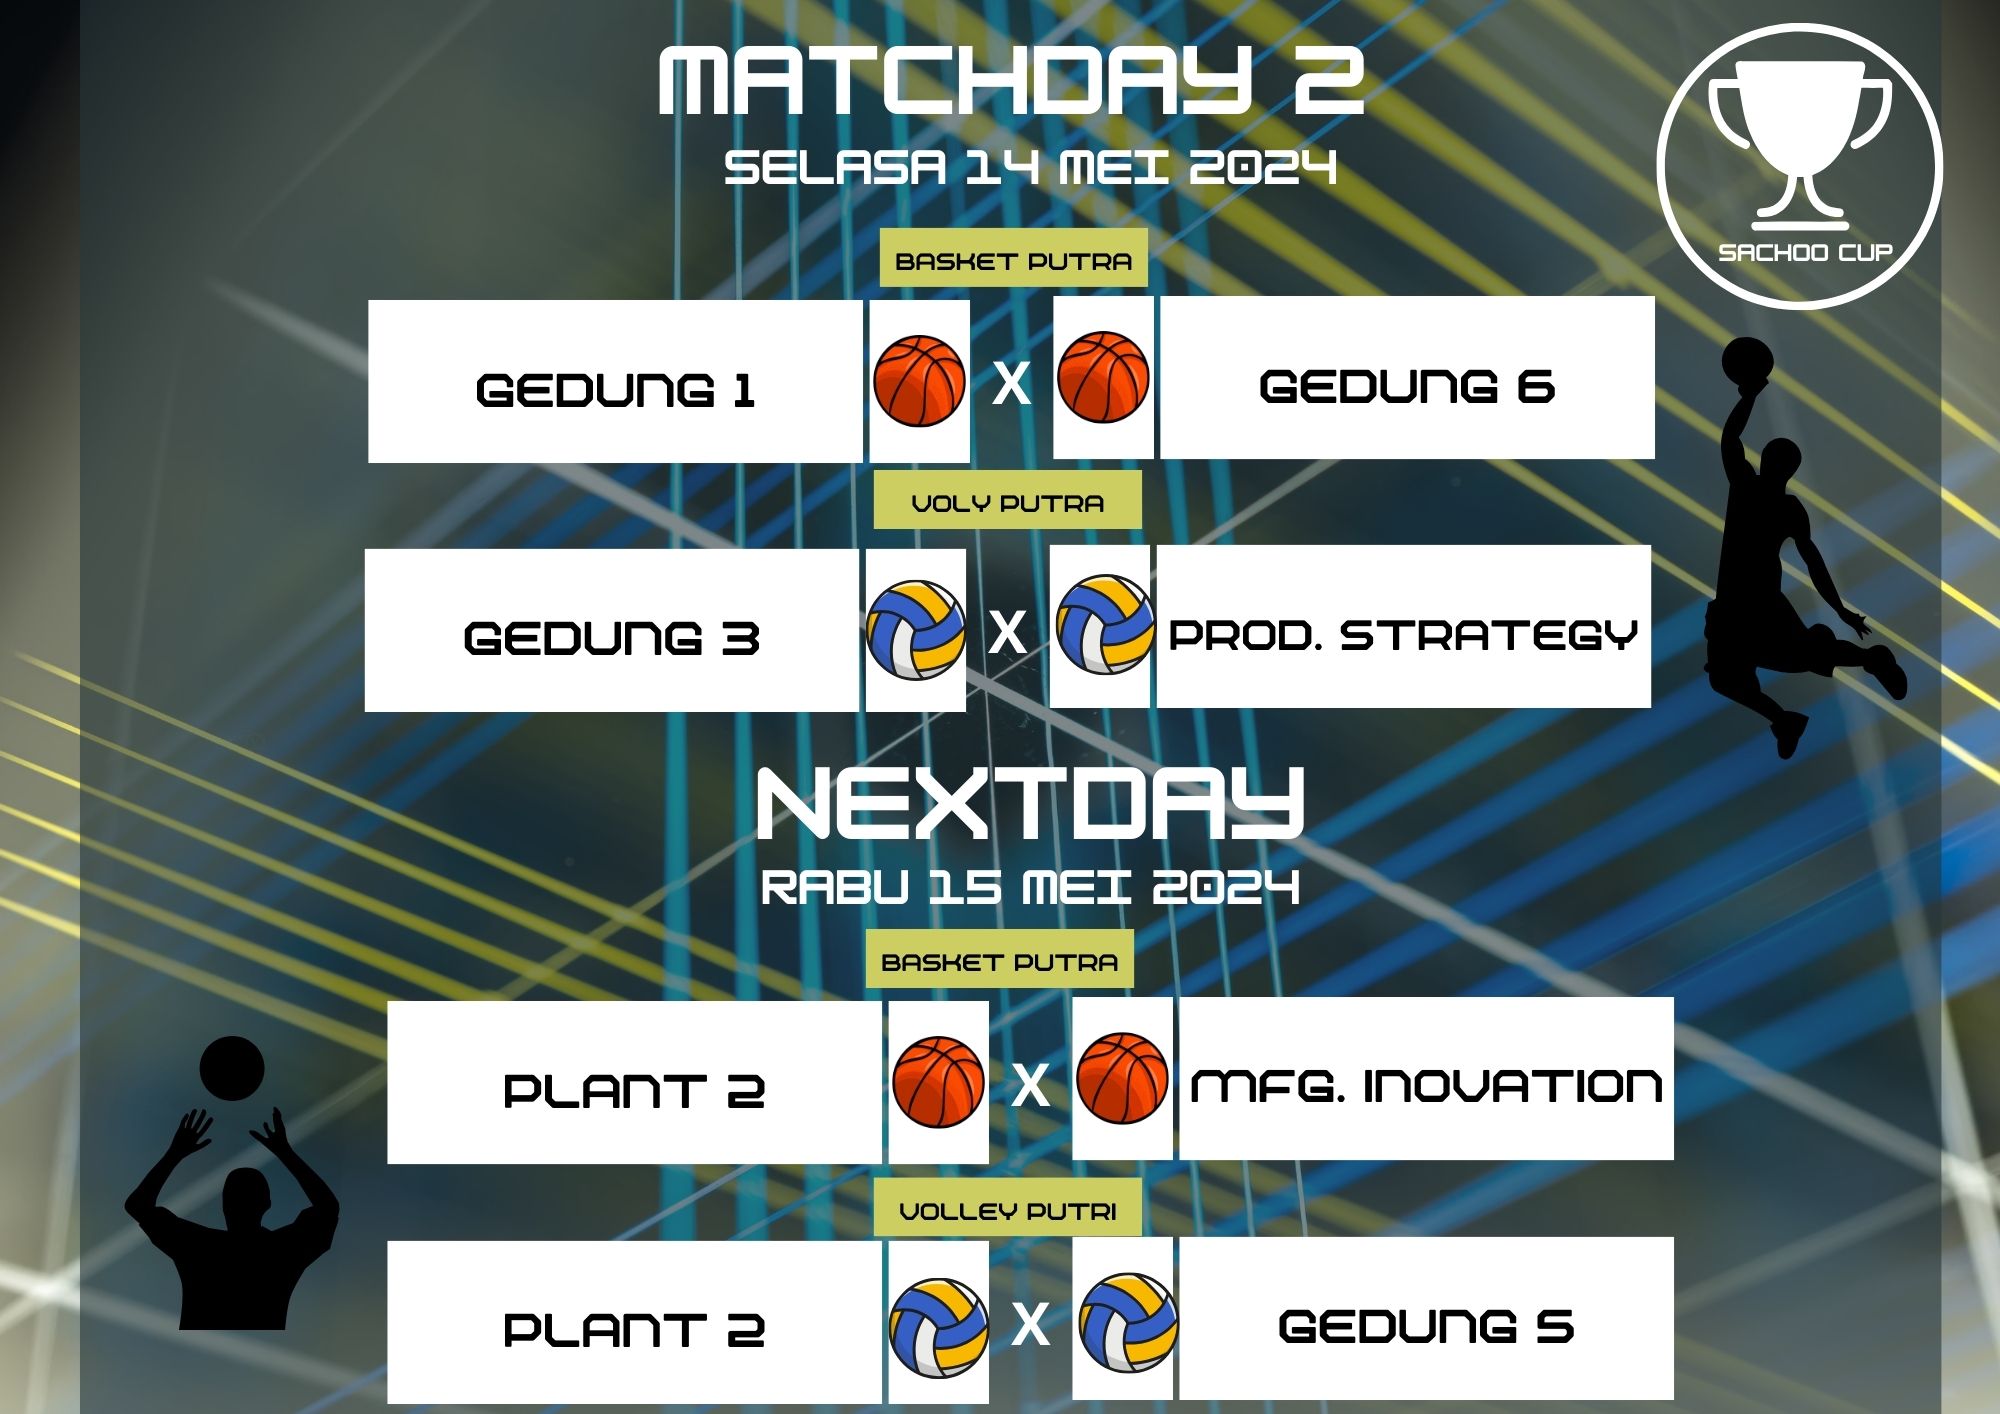 MATCHDAY 2
SELASA 14 MEI 2024
SACHOO CUP
BASKET PUTRA
GEDUNG 1 X GEDUNG 6
VOLY PUTRA
GEDUNG 3 X PROD. STRATEGY
NEXTDAY
RABU 15 MEI 2024
BASKET PUTRA
PLANT 2 X MFG. INOVATION
VOLLEY PUTRI
PLANT 2 X GEDUNG 5